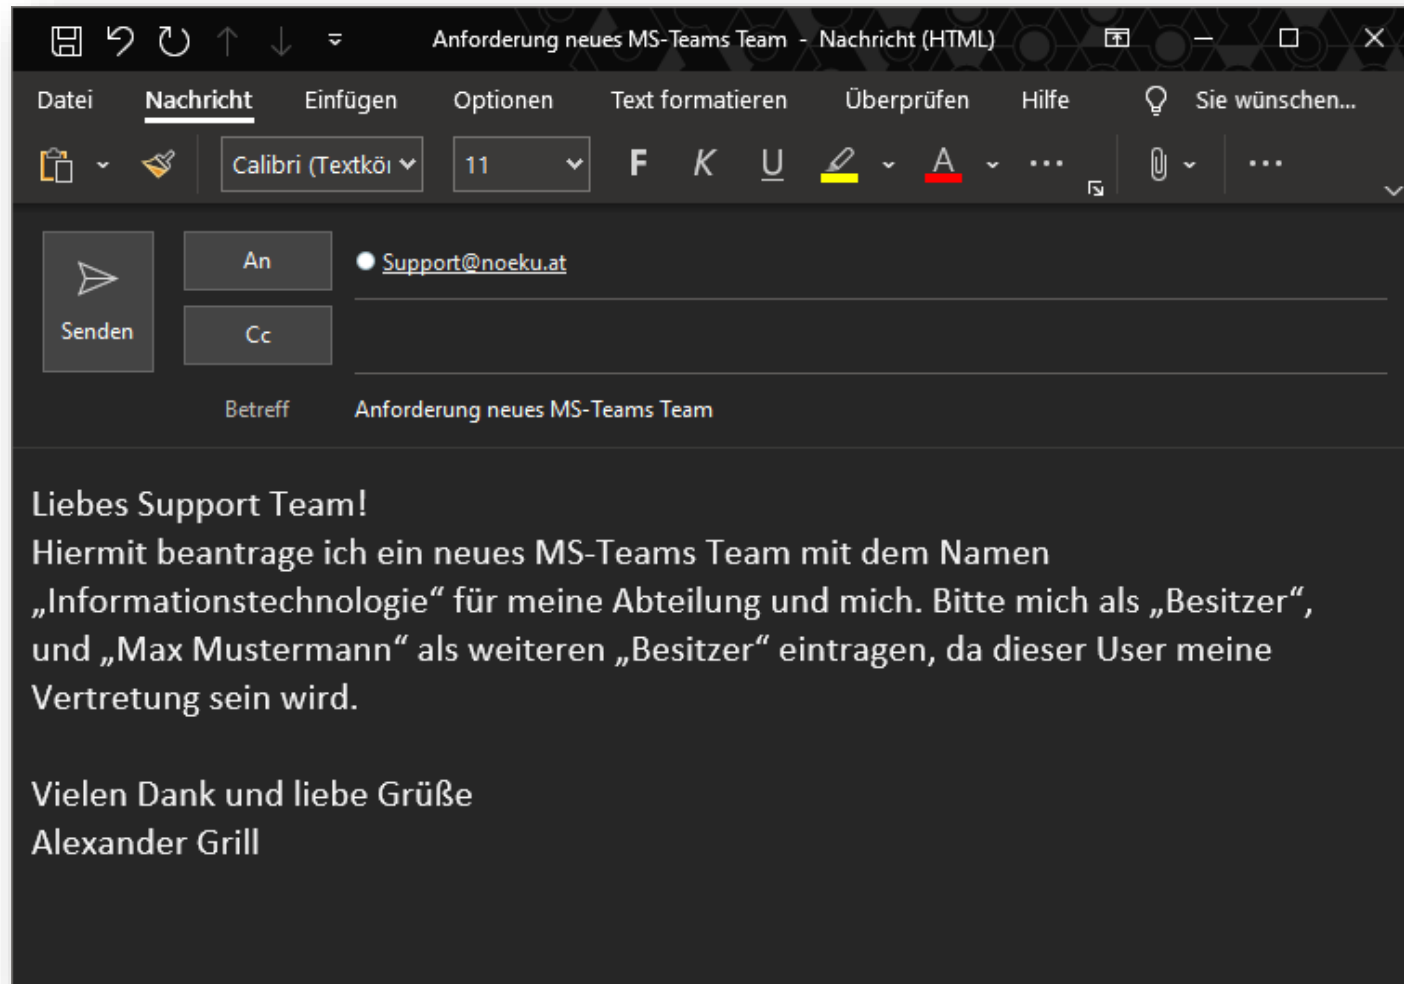 Anforderung neues MS-Teams Team - Nachricht (HTML)
Datei Nachricht Einfügen Optionen Text formatieren Überprüfen Hilfe Sie wünschen...
Calibri (Textköı 11 F K U A ...
Senden
An Support@noeku.at
Cc
Betreff Anforderung neues MS-Teams Team
Liebes Support Team!
Hiermit beantrage ich ein neues MS-Teams Team mit dem Namen
„Informationstechnologie“ für meine Abteilung und mich. Bitte mich als „Besitzer“,
und „Max Mustermann“ als weiteren „Besitzer“ eintragen, da dieser User meine
Vertretung sein wird.
Vielen Dank und liebe Grüße
Alexander Grill